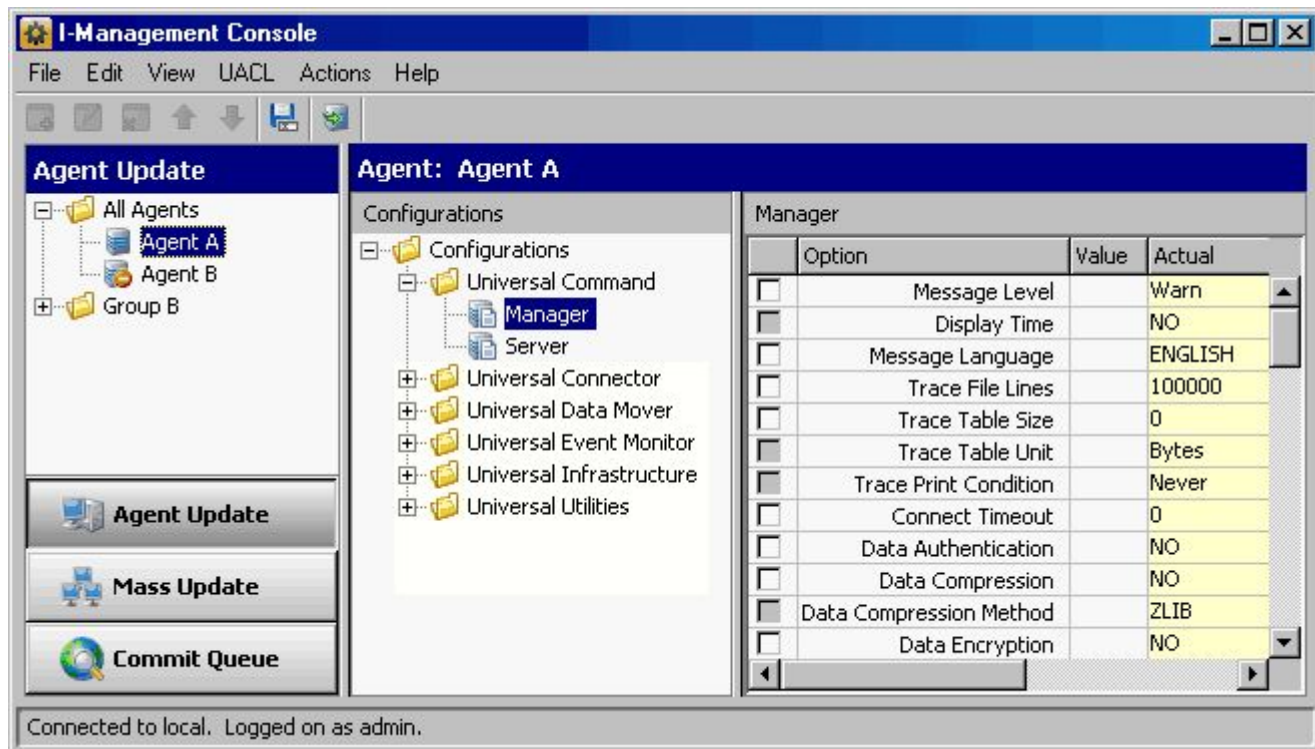 I-Management Console
File Edit View UACL Actions Help
Agent Update
All Agents
Agent A
Agent B
Group B
Agent Update
Mass Update
Commit Queue
Agent: Agent A
Configurations
Configurations
Universal Command
Manager
Server
Universal Connector
Universal Data Mover
Universal Event Monitor
Universal Infrastructure
Universal Utilities
Manager
Option Value Actual
Message Level Warn
Display Time NO
Message Language ENGLISH
Trace File Lines 100000
Trace Table Size 0
Trace Table Unit Bytes
Trace Print Condition Never
Connect Timeout 0
Data Authentication NO
Data Compression NO
Data Compression Method ZLIB
Data Encryption NO
Connected to local. Logged on as admin.